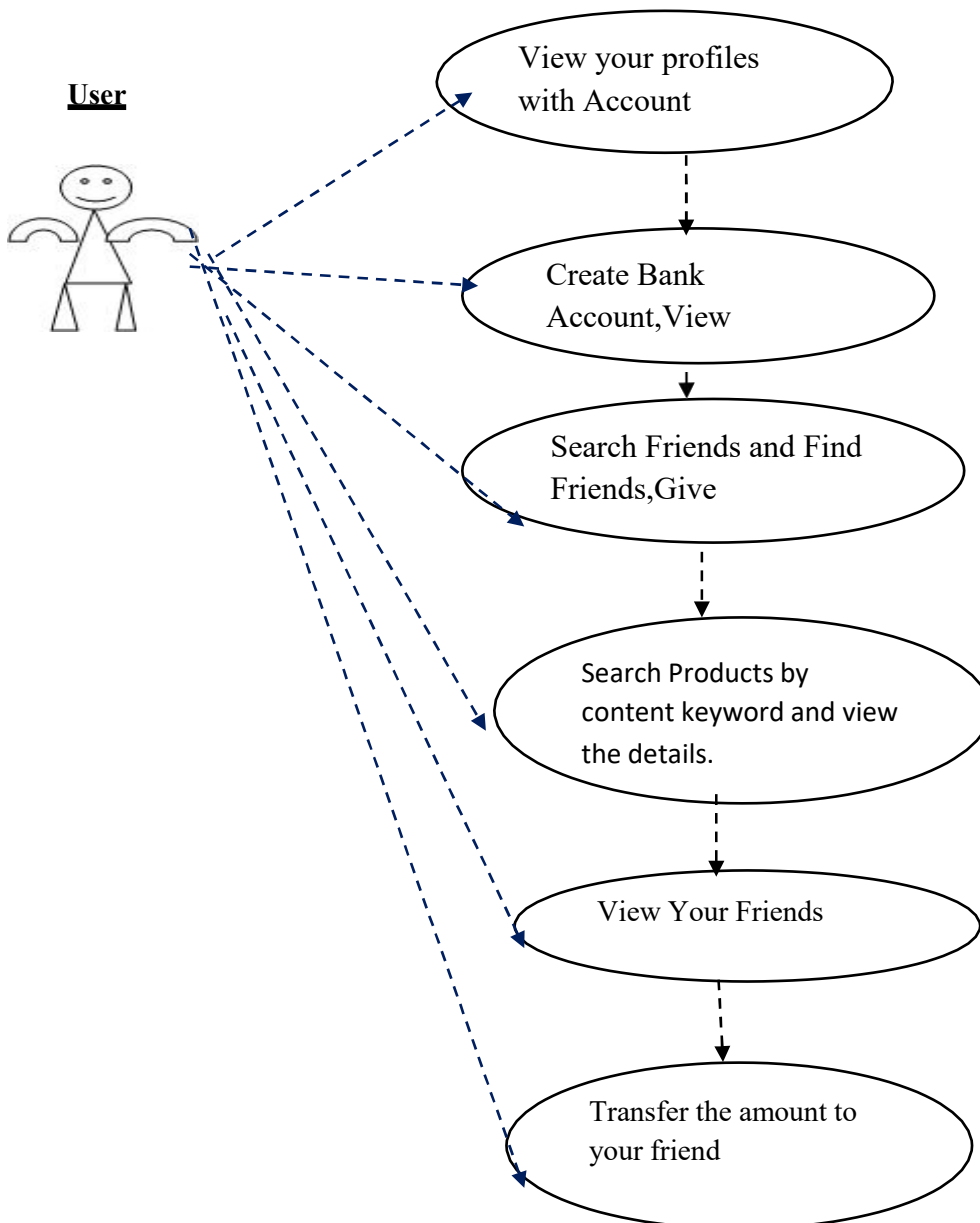 User
View your profiles
with Account
Create Bank
Account,View
Search Friends and Find
Friends,Give
Search Products by
content keyword and view
the details.
View Your Friends
Transfer the amount to
your friend